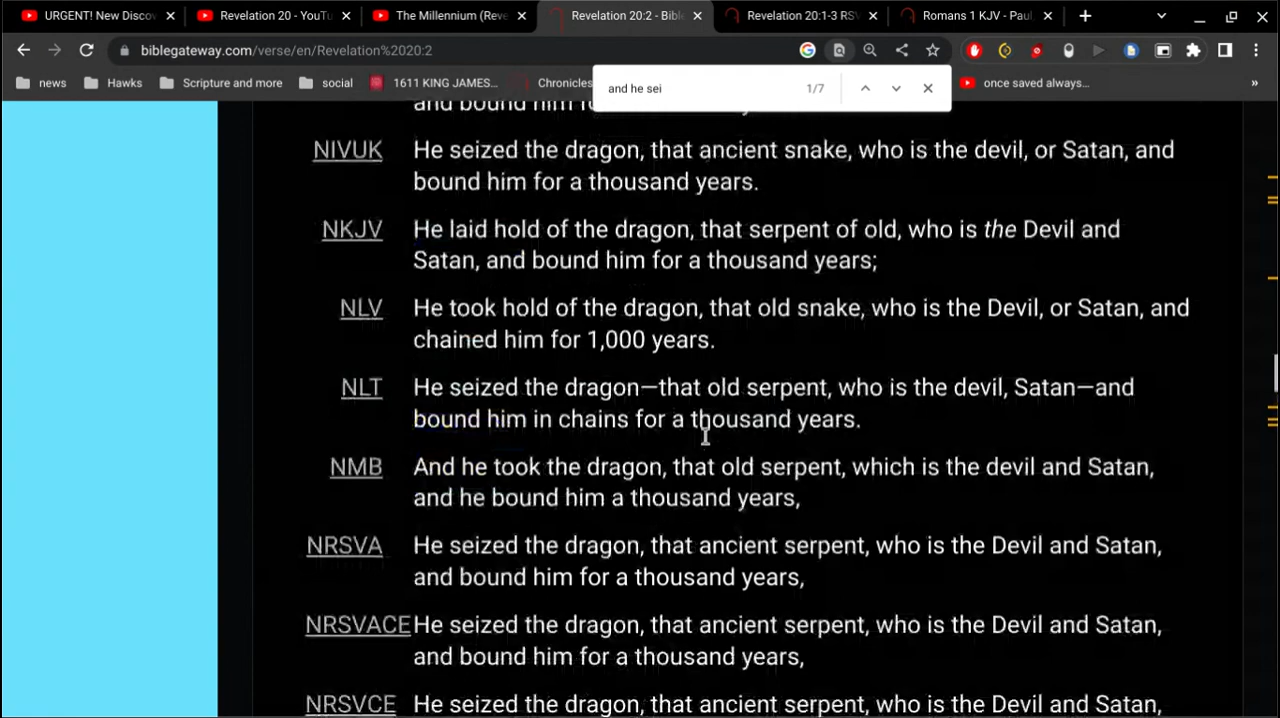 URGENT! New Discov
Revelation 20 - YouTu
The Millennium (Reve
Revelation 20:2 - Bibl
Revelation 20:1-3 RSV
Romans 1 KJV - Paul,
biblegateway.com/verse/en/Revelation%2020:2
news
Hawks
Scripture and more
social
1611 KING JAMES...
Chronicles
once saved always...
»
and he sei
1/7
and bound him
NIVUK
He seized the dragon, that ancient snake, who is the devil, or Satan, and
bound him for a thousand years.
NKJV
He laid hold of the dragon, that serpent of old, who is the Devil and
Satan, and bound him for a thousand years;
NLV
He took hold of the dragon, that old snake, who is the Devil, or Satan, and
chained him for 1,000 years.
NLT
He seized the dragon—that old serpent, who is the devil, Satan—and
bound him in chains for a thousand years.
NMB
And he took the dragon, that old serpent, which is the devil and Satan,
and he bound him a thousand years,
NRSVA
He seized the dragon, that ancient serpent, who is the Devil and Satan,
and bound him for a thousand years,
NRSVACE
He seized the dragon, that ancient serpent, who is the Devil and Satan,
and bound him for a thousand years,
NRSVCE
He seized the dragon, that ancient serpent, who is the Devil and Satan,